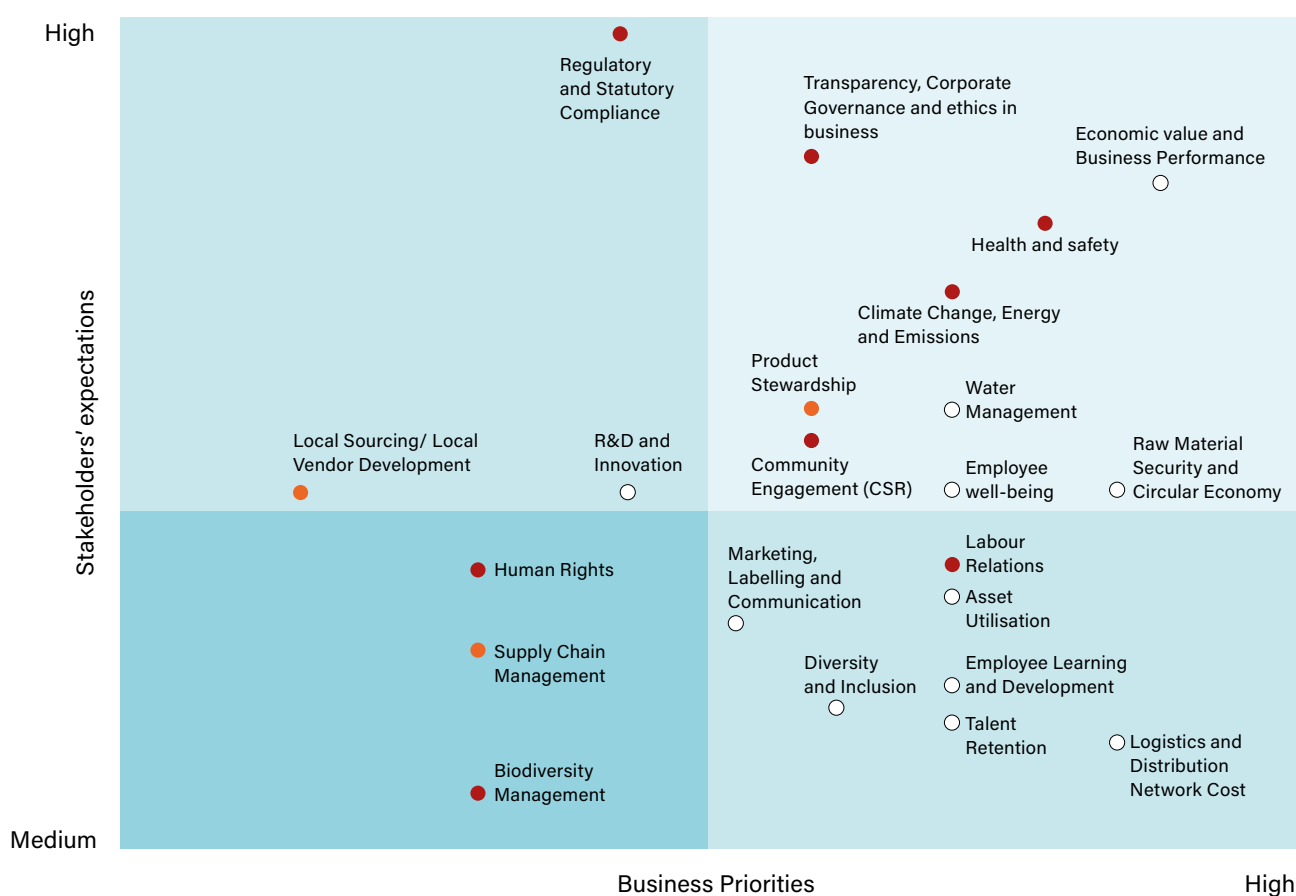 High
Regulatory
and Statutory
Compliance
Transparency, Corporate
Governance and ethics in
business
Economic value and
Business Performance
Health and safety
Climate Change, Energy
and Emissions
Product
Stewardship
Water
Management
Local Sourcing/ Local
Vendor Development
R&D and
Innovation
Community
Engagement (CSR)
Employee
well-being
Raw Material
Security and
Circular Economy
Stakeholders’ expectations
Human Rights
Supply Chain
Management
Biodiversity
Management
Marketing,
Labelling and
Communication
Labour
Relations
Asset
Utilisation
Diversity
and Inclusion
Employee Learning
and Development
Talent
Retention
Logistics and
Distribution
Network Cost
Medium
Business Priorities
High